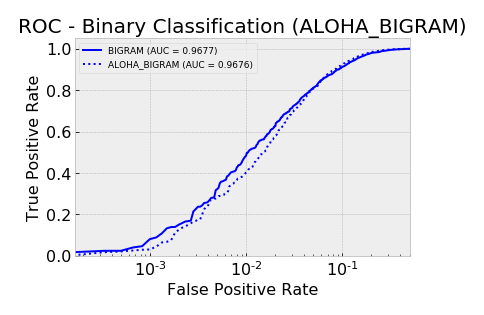 ROC - Binary Classification (ALOHA_BIGRAM)
BIGRAM (AUC = 0.9677)
ALOHA_BIGRAM (AUC = 0.9676)
True Positive Rate
1.0
0.8
0.6
0.4
0.2
0.0
10⁻³
10⁻²
10⁻¹
False Positive Rate